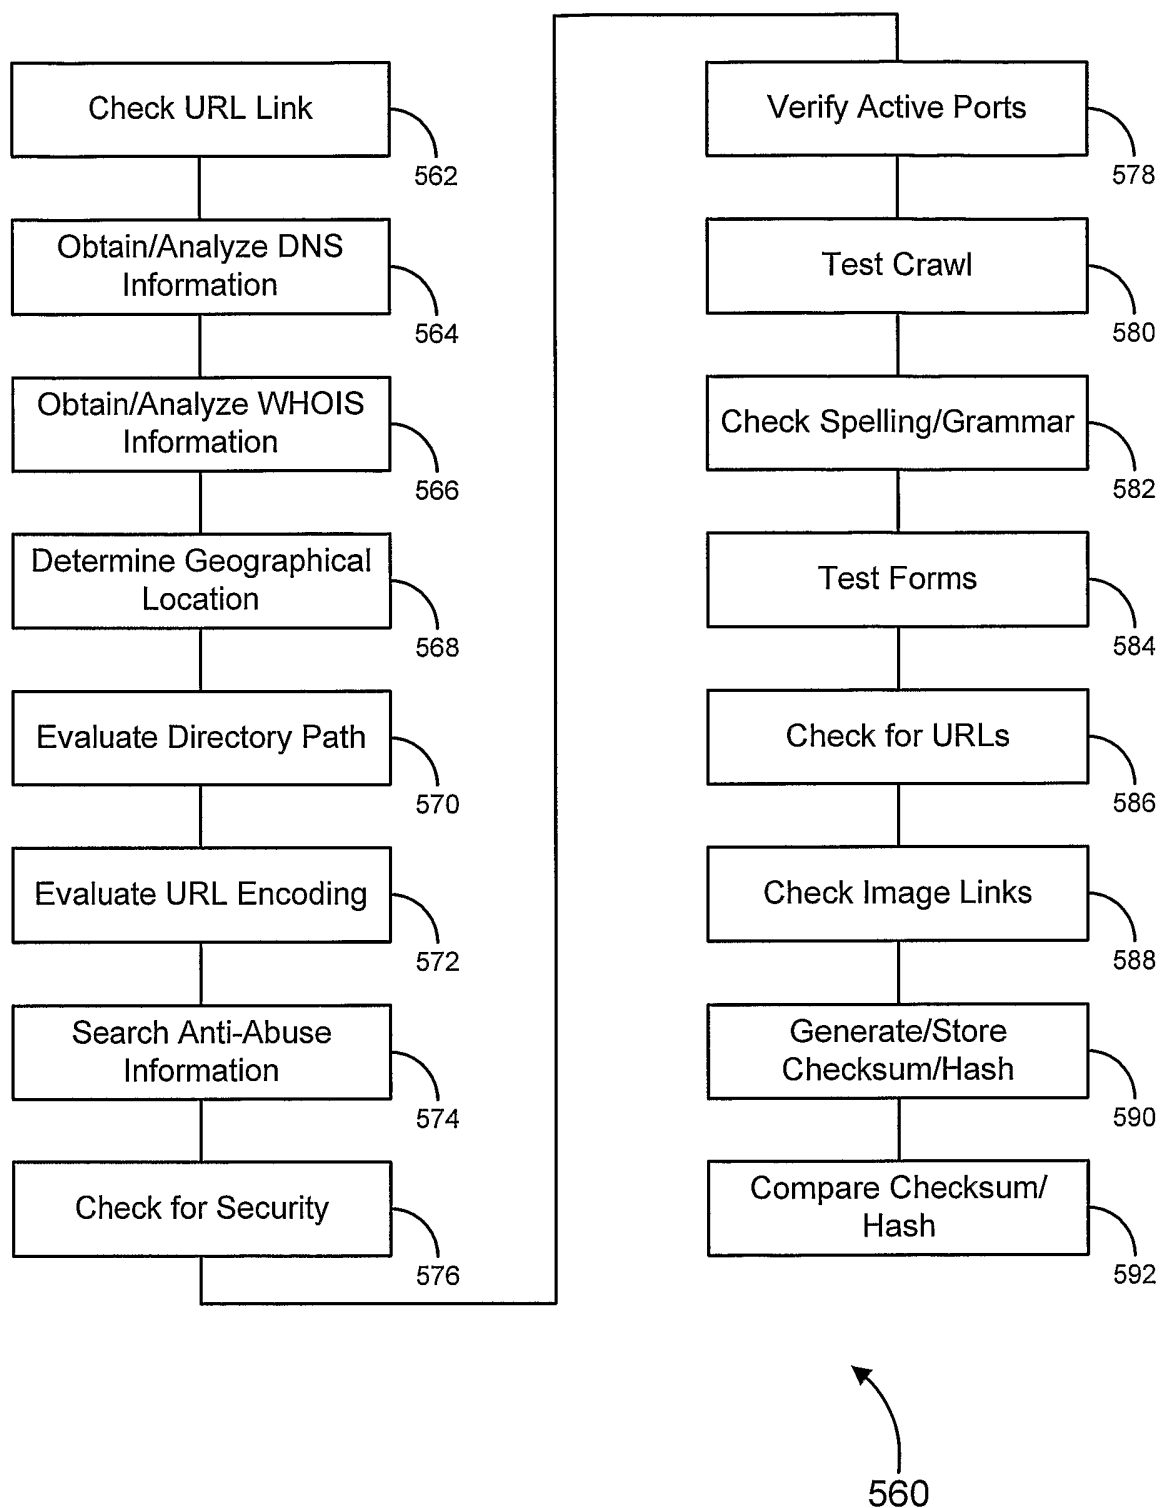 Check URL Link
562
Obtain/Analyze DNS
Information
564
Obtain/Analyze WHOIS
Information
566
Determine Geographical
Location
568
Evaluate Directory Path
570
Evaluate URL Encoding
572
Search Anti-Abuse
Information
574
Check for Security
576
Verify Active Ports
578
Test Crawl
580
Check Spelling/Grammar
582
Test Forms
584
Check for URLs
586
Check Image Links
588
Generate/Store
Checksum/Hash
590
Compare Checksum/
Hash
592
560